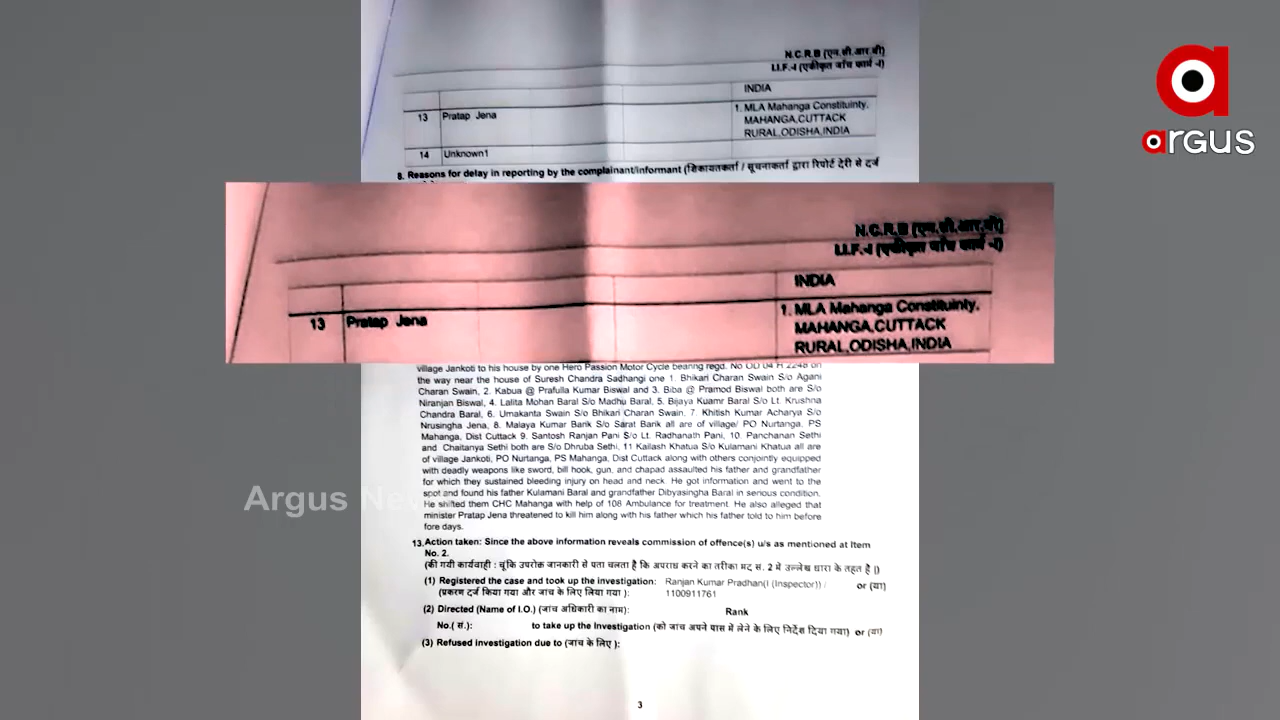 N.C.R.B (एन.सी.आर.बी)
I.I.F.-I (एकीकृत जाँच फार्म -I)
INDIA
13 Pratap Jena 1. MLA Mahanga Constituinty.
MAHANGA,CUTTACK
RURAL,ODISHA,INDIA
14 Unknown1
8. Reasons for delay in reporting by the complainant/informant (शिकायतकर्ता / सूचनाकर्ता द्वारा रिपोर्ट देरी से दर्ज
N.C.R.B (एन.सी.आर.बी)
I.I.F.-I (एकीकृत जाँच फार्म -I)
INDIA
13 Pratap Jena 1. MLA Mahanga Constituinty.
MAHANGA,CUTTACK
RURAL,ODISHA,INDIA
village Jankoti to his house by one Hero Passion Motor Cycle bearing regd. No OD 04 H 2248 on
the way near the house of Suresh Chandra Sadhangi one 1. Bhikari Charan Swain S/o Agani
Charan Swain, 2. Kabua @ Prafulla Kumar Biswal and 3. Biba @ Pramod Biswal both are S/o
Niranjan Biswal, 4. Lalita Mohan Baral S/o Madhu Baral, 5. Bijaya Kuamr Baral S/o Lt. Krushna
Chandra Baral, 6. Umakanta Swain S/o Bhikari Charan Swain, 7. Khitish Kumar Acharya S/o
Nrusingha Jena, 8. Malaya Kumar Barik S/o Sarat Barik all are of village/ PO Nurtanga, PS
Mahanga, Dist Cuttack 9. Santosh Ranjan Pani S/o Lt. Radhanath Pani, 10. Panchanan Sethi
and Chaitanya Sethi both are S/o Dhruba Sethi, 11 Kailash Khatua S/o Kulamani Khatua all are
of village Jankoti, PO Nurtanga, PS Mahanga, Dist Cuttack along with others conjointly equipped
with deadly weapons like sword, bill hook, gun, and chapad assaulted his father and grandfather
for which they sustained bleeding injury on head and neck. He got information and went to the
spot and found his father Kulamani Baral and grandfather Dibyasingha Baral in serious condition.
He shifted them CHC Mahanga with help of 108 Ambulance for treatment. He also alleged that
minister Pratap Jena threatened to kill him along with his father which his father told to him before
fore days.
13. Action taken: Since the above information reveals commission of offence(s) u/s as mentioned at Item
No. 2.
(की गयी कार्यवाही : चूंकि उपरोक्त जानकारी से पता चलता है कि अपराध करने का तरीका मद सं. 2 में उल्लेख धारा के तहत है |)
(1) Registered the case and took up the investigation: Ranjan Kumar Pradhan(I (Inspector)) / or (या)
(प्रकरण दर्ज किया गया और जांच के लिए लिया गया ): 1100911761
(2) Directed (Name of I.O.) (जांच अधिकारी का नाम): Rank
No.( सं.): to take up the Investigation (को जांच अपने पास में लेने के लिए निर्देश दिया गया) or (या)
(3) Refused investigation due to (जांच के लिए ):
3
argus
Argus News